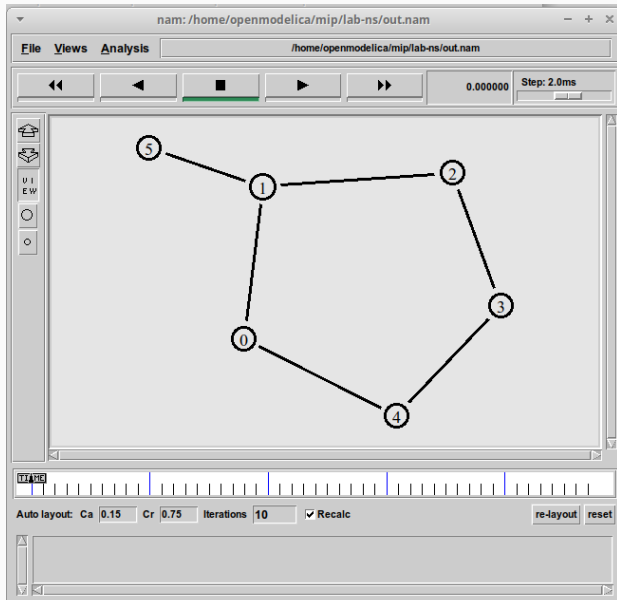 nam: /home/openmodelica/mip/lab-ns/out.nam
File Views Analysis /home/openmodelica/mip/lab-ns/out.nam
0.000000 Step: 2.0ms
VIEW
5
1
2
3
0
4
TIME
Auto layout: Ca 0.15 Cr 0.75 Iterations 10 Recalc re-layout reset